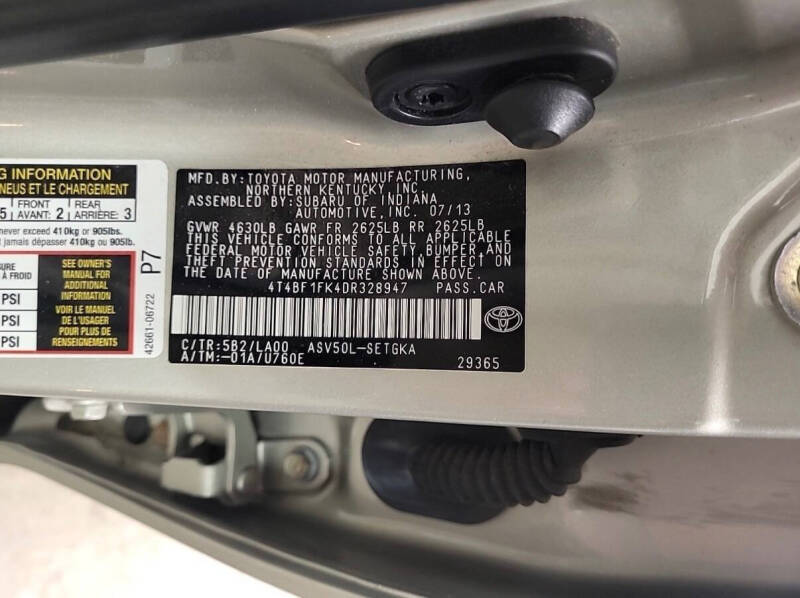 G INFORMATION
NEUS ET LE CHARGEMENT
5 FRONT AVANT: 2 REAR ARRIÈRE: 3
never exceed 410kg or 905lbs.
t jamais dépasser 410kg ou 905lb.
À FROID
PSI
PSI
PSI
SEE OWNER'S
MANUAL FOR
ADDITIONAL
INFORMATION
VOIR LE MANUEL
DE L'USAGER
POUR PLUS DE
RENSEIGNEMENTS
P7
42661-06722
MFD.BY: TOYOTA MOTOR MANUFACTURING,
NORTHERN KENTUCKY, INC.
ASSEMBLED BY: SUBARU OF INDIANA
AUTOMOTIVE, INC. 07/13
GVWR 4630LB GAWR FR 2625LB RR 2625LB
THIS VEHICLE CONFORMS TO ALL APPLICABLE
FEDERAL MOTOR VEHICLE SAFETY, BUMPER, AND
THEFT PREVENTION STANDARDS IN EFFECT ON
THE DATE OF MANUFACTURE SHOWN ABOVE.
4T4BF1FK4DR328947 PASS.CAR
C/TR:5B2/LA00 ASV50L-SETGKA
A/TM:-01A/U760E 29365